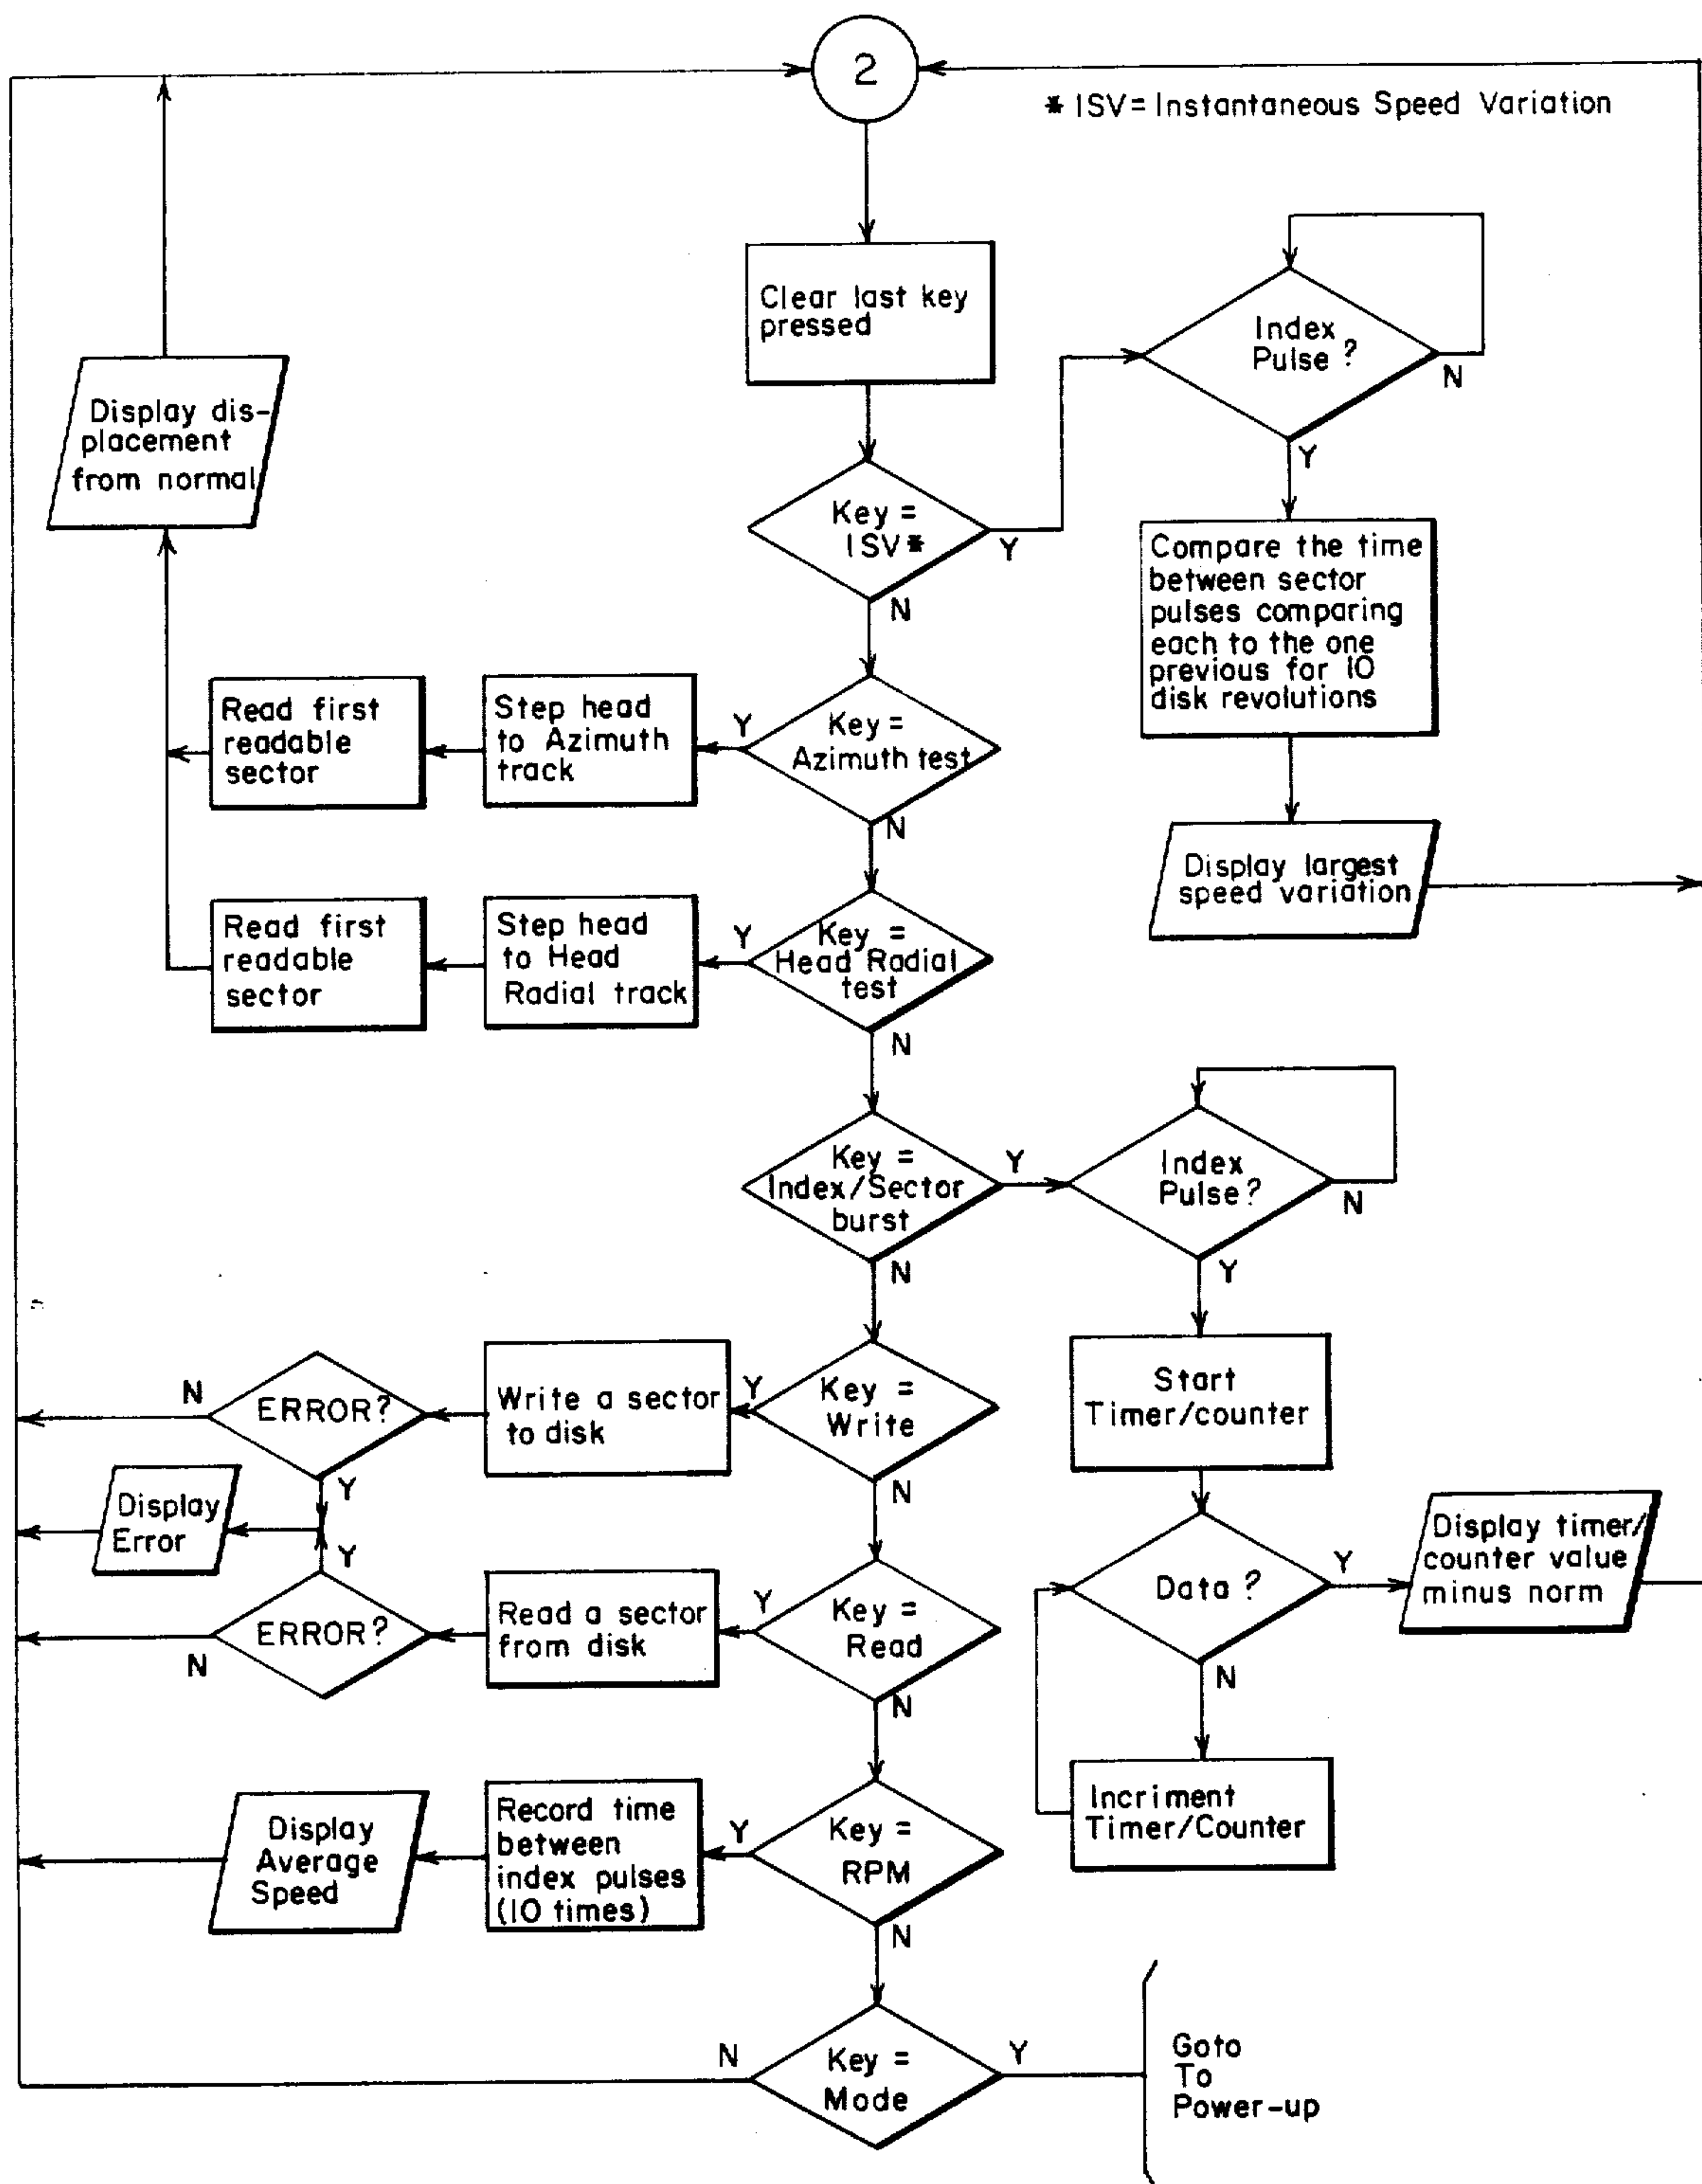 2
* ISV= Instantaneous Speed Variation
Clear last key
pressed
Index
Pulse ?
N
Y
Display dis-
placement
from normal
Key =
ISV*
Y
N
Compare the time
between sector
pulses comparing
each to the one
previous for 10
disk revolutions
Read first
readable
sector
Step head
to Azimuth
track
Y
Key =
Azimuth test
N
Display largest
speed variation
Read first
readable
sector
Step head
to Head
Radial track
Y
Key =
Head Radial
test
N
Key =
Index/Sector
burst
Y
N
Index
Pulse?
N
Y
Start
Timer/counter
N
ERROR?
Y
Write a sector
to disk
Y
Key =
Write
N
Display
Error
Y
ERROR?
N
Read a sector
from disk
Y
Key =
Read
N
Data ?
Y
N
Display timer/
counter value
minus norm
Incriment
Timer/Counter
Display
Average
Speed
Record time
between
index pulses
(10 times)
Y
Key =
RPM
N
N
Key =
Mode
Y
Goto
To
Power-up